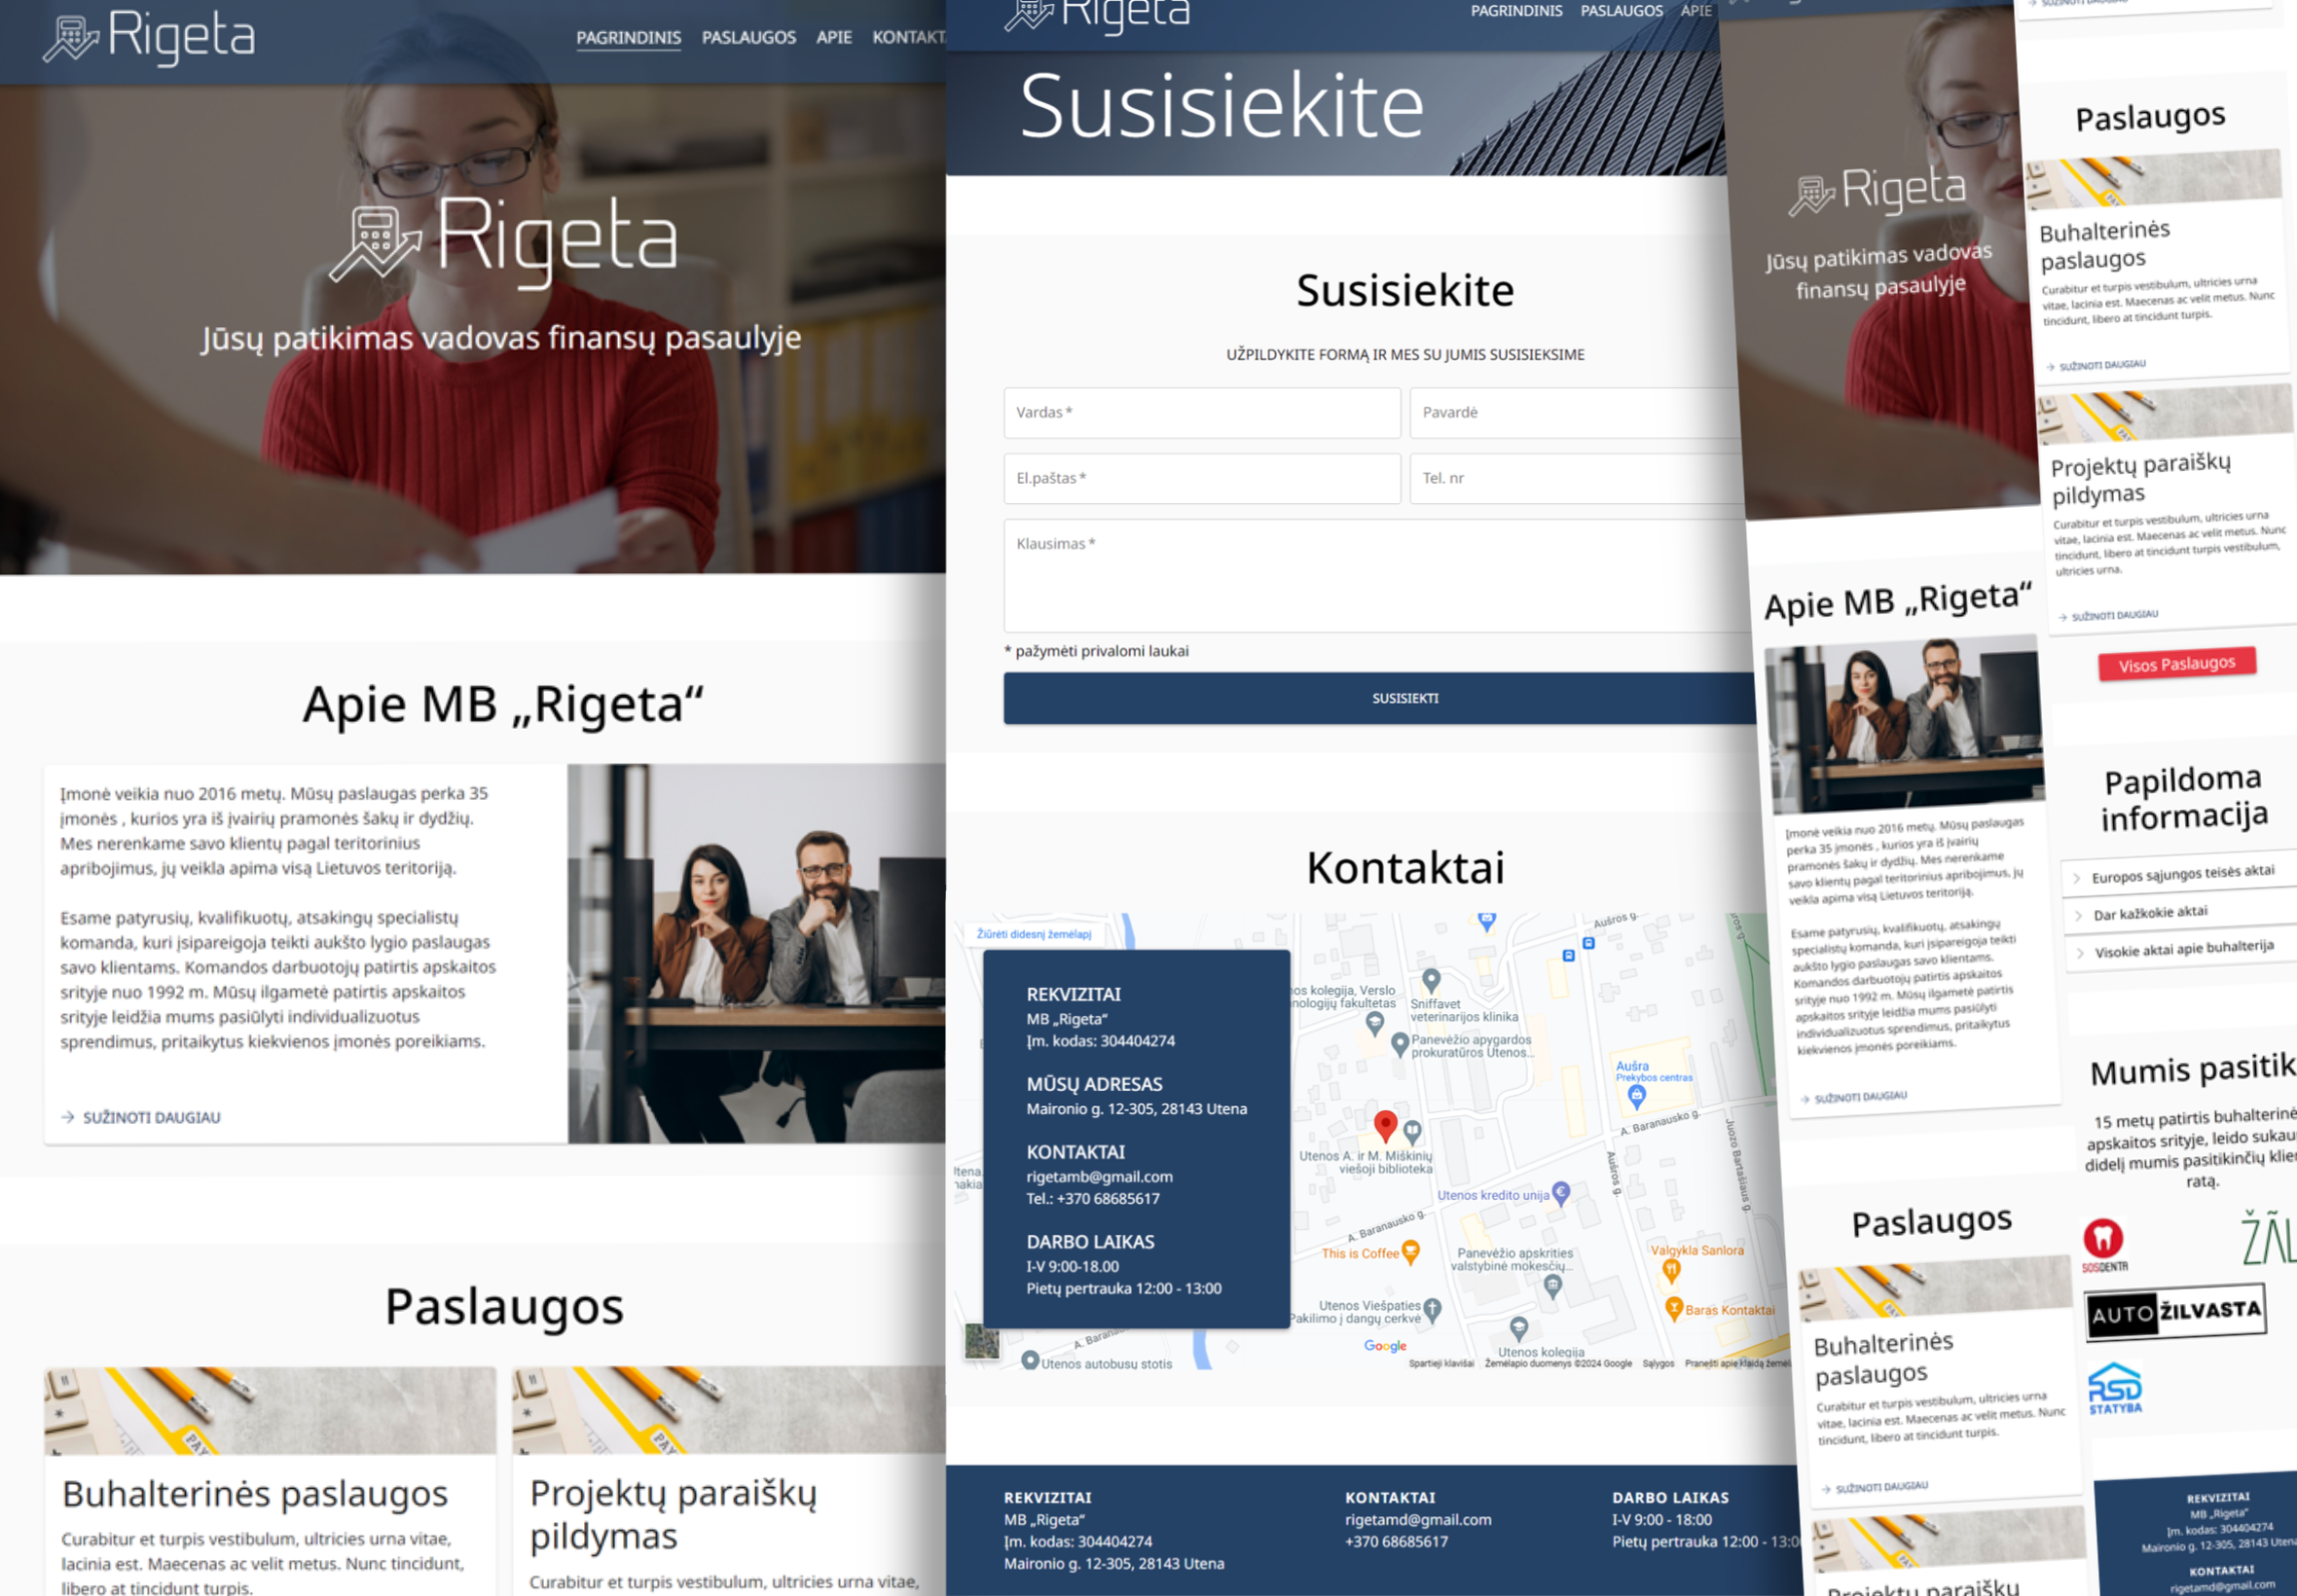 Rigeta
PAGRINDINIS PASLAUGOS APIE
Rigeta
Jūsų patikimas vadovas finansų pasaulyje
Apie MB „Rigeta“
Įmonė veikia nuo 2016 metų. Mūsų paslaugas perka 35
įmonės , kurios yra iš įvairių pramonės šakų ir dydžių.
Mes nerenkame savo klientų pagal teritorinius
apribojimus, jų veikla apima visą Lietuvos teritoriją.
Esame patyrusių, kvalifikuotų, atsakingų specialistų
komanda, kuri įsipareigoja teikti aukšto lygio paslaugas
savo klientams. Komandos darbuotojų patirtis apskaitos
srityje nuo 1992 m. Mūsų ilgametė patirtis apskaitos
srityje leidžia mums pasiūlyti individualizuotus
sprendimus, pritaikytus kiekvienos įmonės poreikiams.
→ SUŽINOTI DAUGIAU
Paslaugos
Buhalterinės paslaugos
Curabitur et turpis vestibulum, ultricies urna vitae,
lacinia est. Maecenas ac velit metus. Nunc tincidunt,
libero at tincidunt turpis.
Projektų paraiškų
pildymas
Curabitur et turpis vestibulum, ultricies urna vitae,
Rigeta
PAGRINDINIS PASLAUGOS APIE
Susisiekite
Susisiekite
UŽPILDYKITE FORMĄ IR MES SU JUMIS SUSISIEKSIME
Vardas *
Pavardė
El.paštas *
Tel. nr
Klausimas *
* pažymėti privalomi laukai
SUSISIEKTI
Kontaktai
Žiūrėti didesnį žemėlapį
REKVIZITAI
MB „Rigeta“
Įm. kodas: 304404274
MŪSŲ ADRESAS
Maironio g. 12-305, 28143 Utena
KONTAKTAI
rigetamb@gmail.com
Tel.: +370 68685617
DARBO LAIKAS
I-V 9:00-18.00
Pietų pertrauka 12:00 - 13:00
Aušros g.
kolegija, Verslo
fakultetas
Sniffavet
veterinarijos klinika
Panevėžio apygardos
prokuratūros Utenos...
Aušra
Prekybos centras
A. Baranausko g.
Utenos A. ir M. Miškinių
viešoji biblioteka
Utenos kredito unija
Aušros g.
Juozo Bartašiaus g.
A. Baranausko g.
This is Coffee
Panevėžio apskrities
valstybinė mokesčių...
Valgykla Sanlora
Baras Kontaktai
Utenos Viešpaties
Pakilimo į dangų cerkvė
Utenos kolegija
Utenos autobusų stotis
Google
Spartieji klavišai Žemėlapio duomenys ©2024 Google Sąlygos Pranešti apie klaidą
REKVIZITAI
MB „Rigeta“
Įm. kodas: 304404274
Maironio g. 12-305, 28143 Utena
KONTAKTAI
rigetamd@gmail.com
+370 68685617
DARBO LAIKAS
I-V 9:00 - 18:00
Pietų pertrauka 12:00 -
Rigeta
Jūsų patikimas vadovas
finansų pasaulyje
Apie MB „Rigeta“
Įmonė veikia nuo 2016 metų. Mūsų paslaugas
perka 35 įmonės , kurios yra iš įvairių
pramonės šakų ir dydžių. Mes nerenkame
savo klientų pagal teritorinius apribojimus, jų
veikla apima visą Lietuvos teritoriją.
Esame patyrusių, kvalifikuotų, atsakingų
specialistų komanda, kuri įsipareigoja teikti
aukšto lygio paslaugas savo klientams.
Komandos darbuotojų patirtis apskaitos
srityje nuo 1992 m. Mūsų ilgametė patirtis
apskaitos srityje leidžia mums pasiūlyti
individualizuotus sprendimus, pritaikytus
kiekvienos įmonės poreikiams.
→ SUŽINOTI DAUGIAU
Paslaugos
Buhalterinės
paslaugos
Curabitur et turpis vestibulum, ultricies urna
vitae, lacinia est. Maecenas ac velit metus. Nunc
tincidunt, libero at tincidunt turpis.
→ SUŽINOTI DAUGIAU
Projektų paraiškų
Paslaugos
Buhalterinės
paslaugos
Curabitur et turpis vestibulum, ultricies urna
vitae, lacinia est. Maecenas ac velit metus. Nunc
tincidunt, libero at tincidunt turpis.
→ SUŽINOTI DAUGIAU
Projektų paraiškų
pildymas
Curabitur et turpis vestibulum, ultricies urna
vitae, lacinia est. Maecenas ac velit metus. Nunc
tincidunt, libero at tincidunt turpis vestibulum,
ultricies urna.
→ SUŽINOTI DAUGIAU
Visos Paslaugos
Papildoma
informacija
Europos sąjungos teisės aktai
Dar kažkokie aktai
Visokie aktai apie buhalterija
Mumis
15 metų patirtis
apskaitos srityje, leido
didelį mumis pasitikinčių
ratą.
SOSDENTA
AUTO ŽILVASTA
RSD
STATYBA
REKVIZITAI
MB „Rigeta“
Įm. kodas: 304404274
Maironio g. 12-305, 28143 Utena
KONTAKTAI
rigetamd@gmail.com